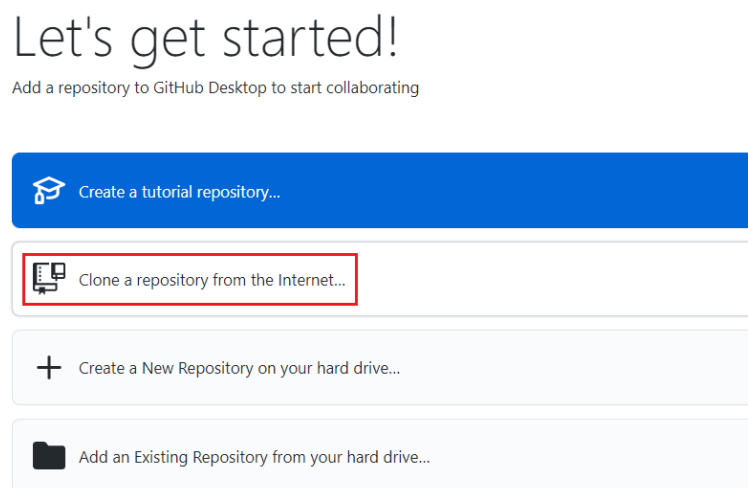 Let's get started!
Add a repository to GitHub Desktop to start collaborating
Create a tutorial repository...
Clone a repository from the Internet...
Create a New Repository on your hard drive...
Add an Existing Repository from your hard drive...